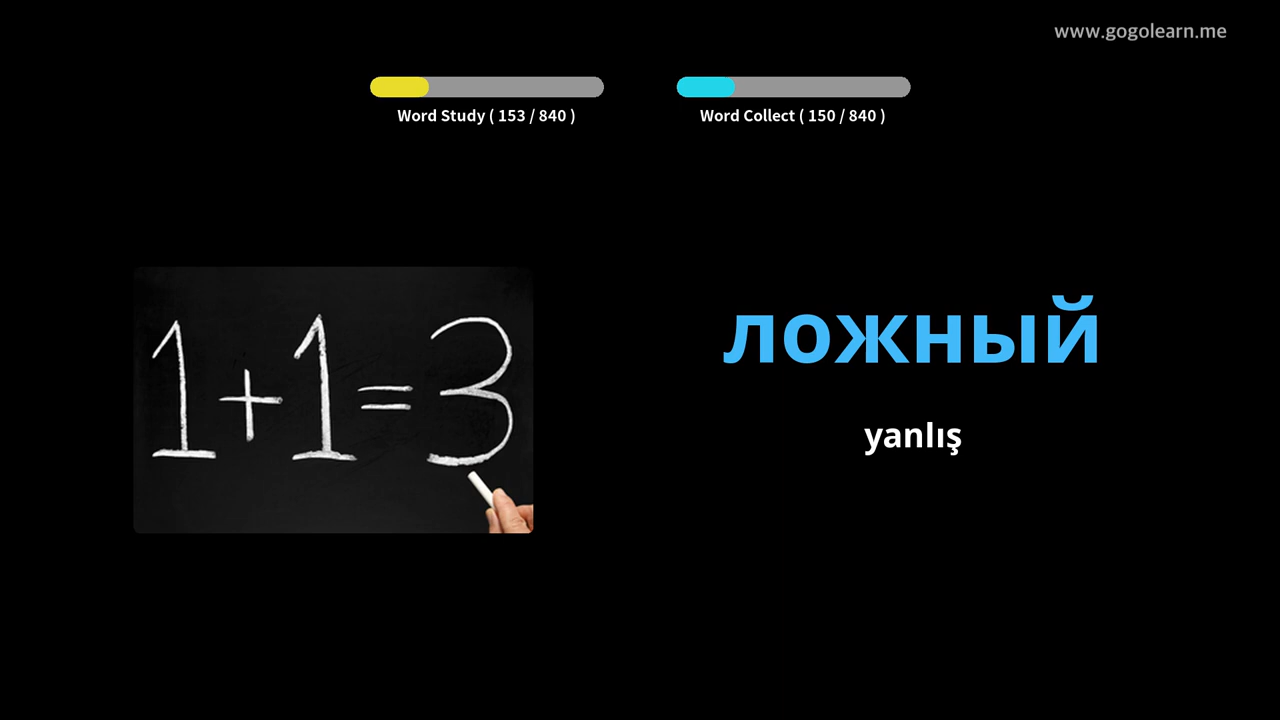 www.gogolearn.me
Word Study ( 153 / 840 )
Word Collect ( 150 / 840 )
1+1=3
ложный
yanlış